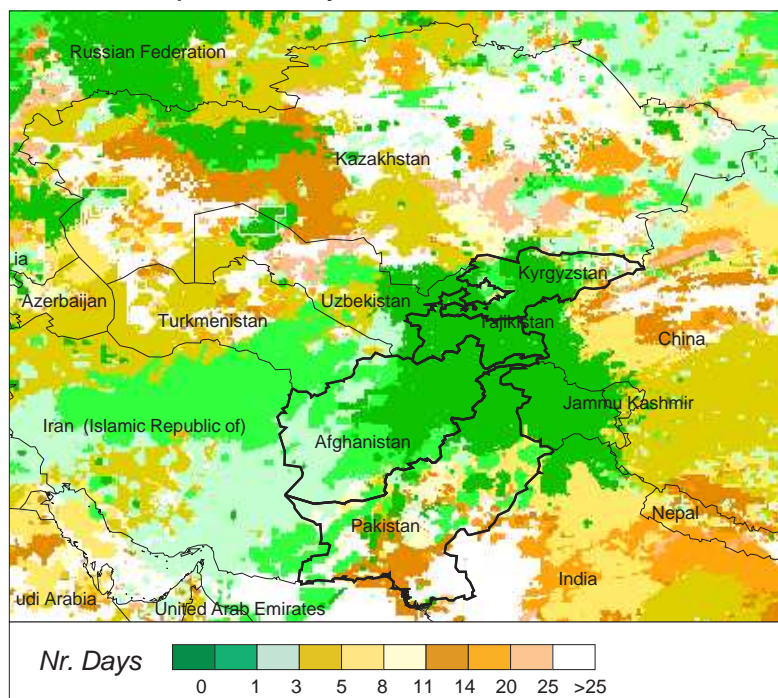 Russian Federation
Kazakhstan
ia
Kyrgyzstan
Azerbaijan
Uzbekistan
Turkmenistan
Tajikistan
China
Jammu Kashmir
Iran (Islamic Republic of)
Afghanistan
Nepal
Pakistan
India
udi Arabia
United Arab Emirates
Nr. Days
0 1 3 5 8 11 14 20 25 >25